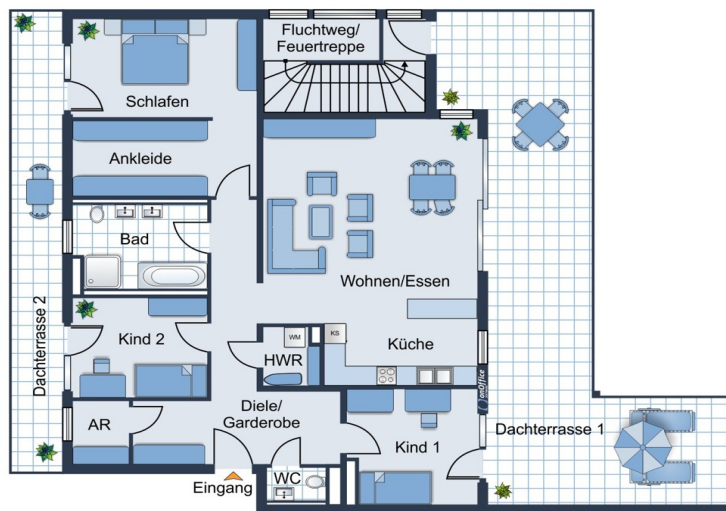 Fluchtweg/
Feuertreppe
Schlafen
Ankleide
Bad
Wohnen/Essen
Dachterrasse 2
Kind 2
WM
KS
HWR
Küche
onOffice
AR
Diele/
Garderobe
Kind 1
Dachterrasse 1
WC
Eingang